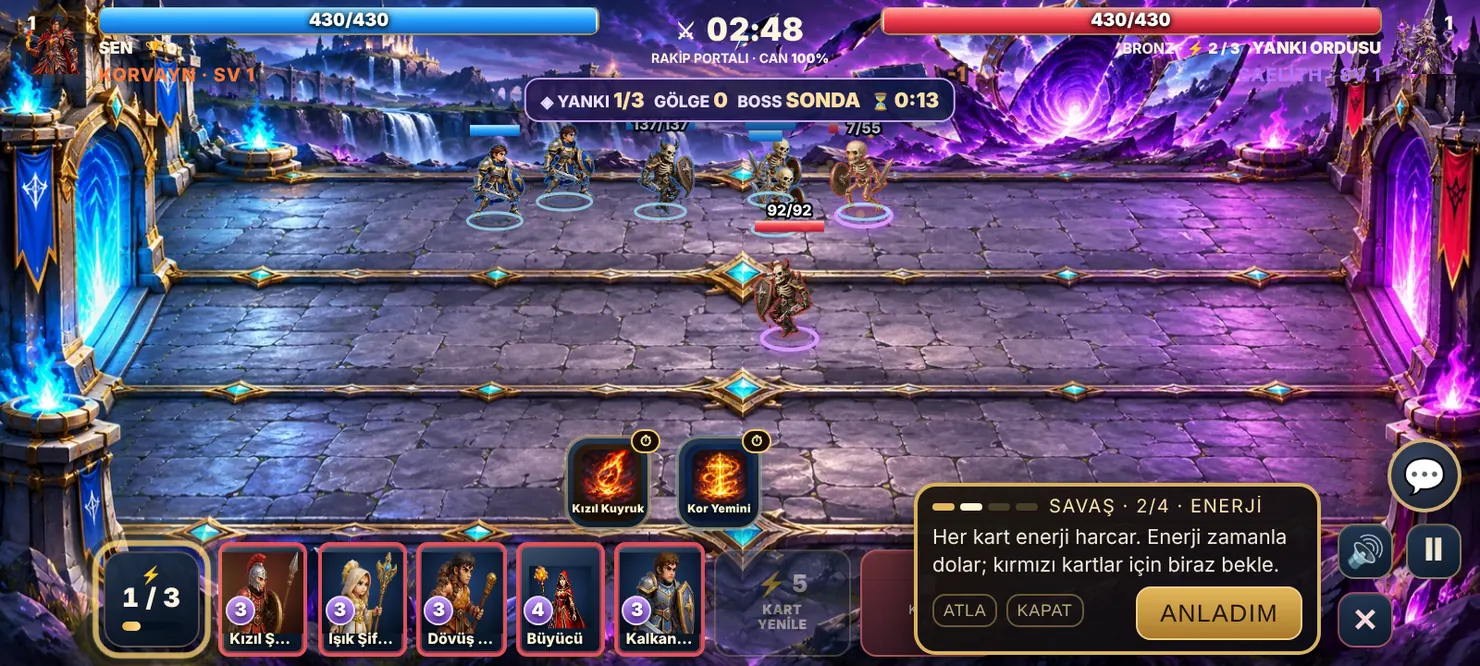 1
430/430
SEN 🏆 0
KORVAYN · SV 1
⚔ 02:48
RAKİP PORTALI · CAN 100%
430/430
1
BRONZ · ⚡ 2 / 3 YANKI ORDUSU
SV 1
-1
◈ YANKI 1/3 GÖLGE 0 BOSS SONDA ⏳ 0:13
137/137
7/55
92/92
Kızıl Kuyruk
Kor Yemini
SAVAŞ · 2/4 · ENERJİ
Her kart enerji harcar. Enerji zamanla
dolar; kırmızı kartlar için biraz bekle.
ATLA
KAPAT
ANLADIM
⚡
1 / 3
3
Kızıl Ş...
3
Işık Şif...
3
Dövüş ...
4
Büyücü
3
Kalkan...
⚡ 5
KART
YENİLE